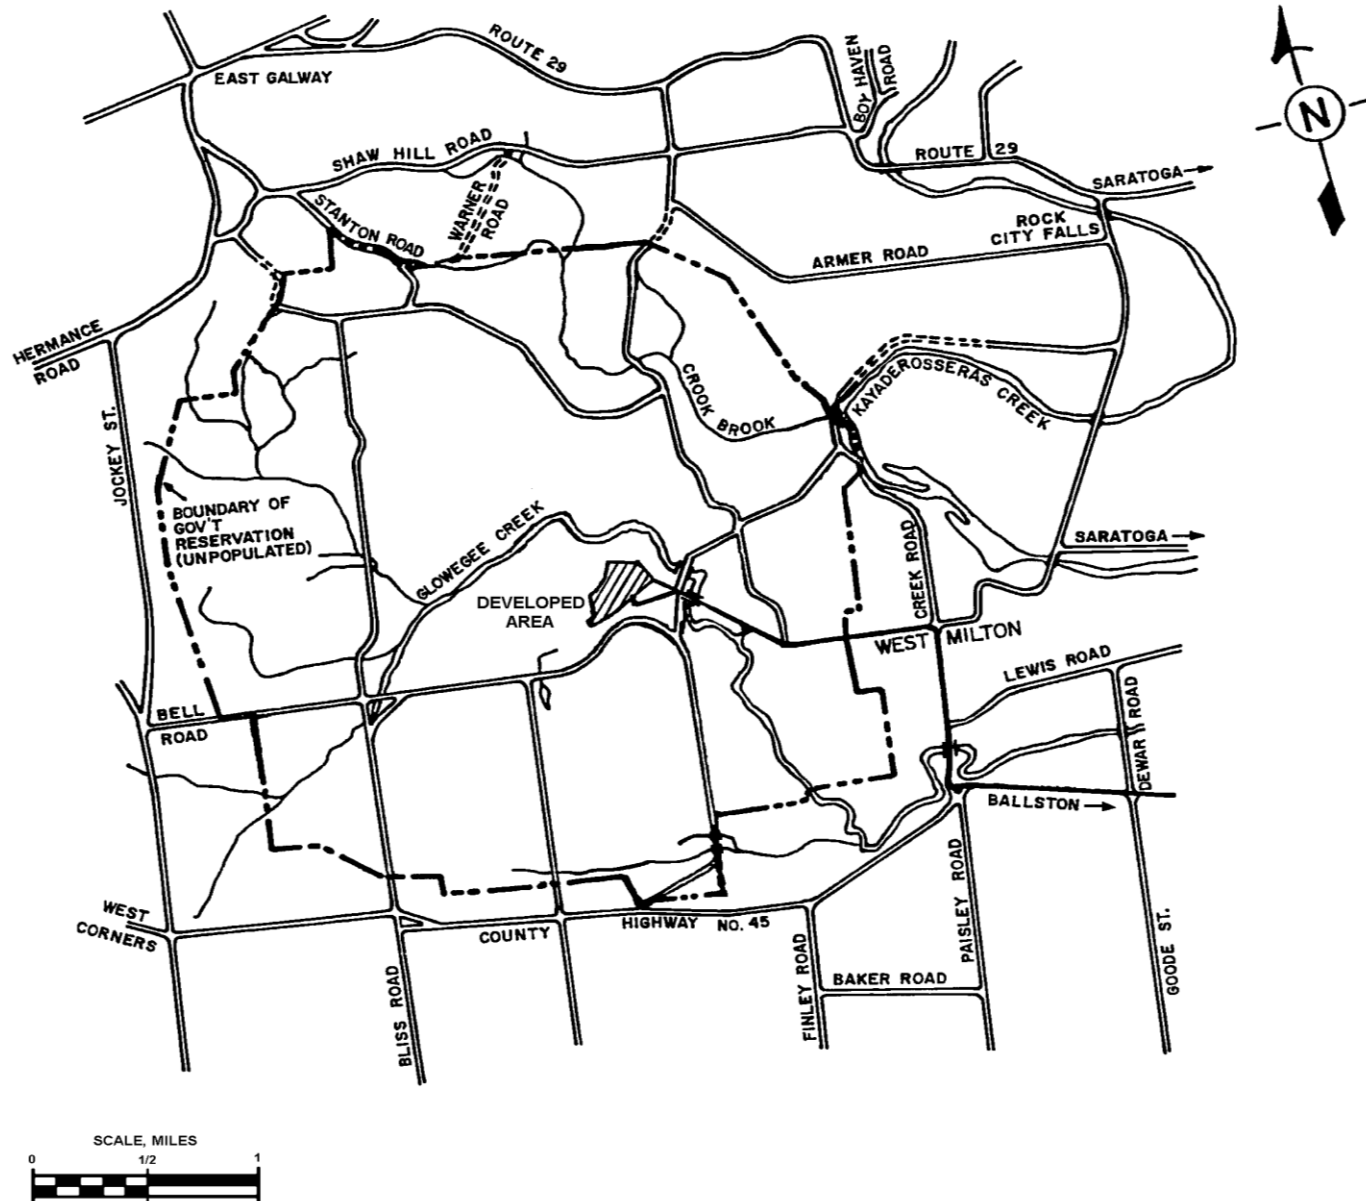 ROUTE 29
EAST GALWAY
BOY HAVEN
ROAD
N
SHAW HILL ROAD
ROUTE 29
SARATOGA
WARNER
ROAD
STANTON ROAD
ROCK
CITY FALLS
ARMER ROAD
HERMANCE
ROAD
CROOK
BROOK
KAYADEROSSERAS CREEK
JOCKEY ST.
BOUNDARY OF
GOV'T
RESERVATION
(UNPOPULATED)
GLOWEGEE CREEK
SARATOGA
DEVELOPED
AREA
CREEK ROAD
WEST MILTON
LEWIS ROAD
BELL
ROAD
DEWAR ROAD
BALLSTON
PAISLEY ROAD
WEST
CORNERS
COUNTY
HIGHWAY NO. 45
BLISS ROAD
FINLEY ROAD
BAKER ROAD
GOODE ST.
SCALE, MILES
0 1/2 1